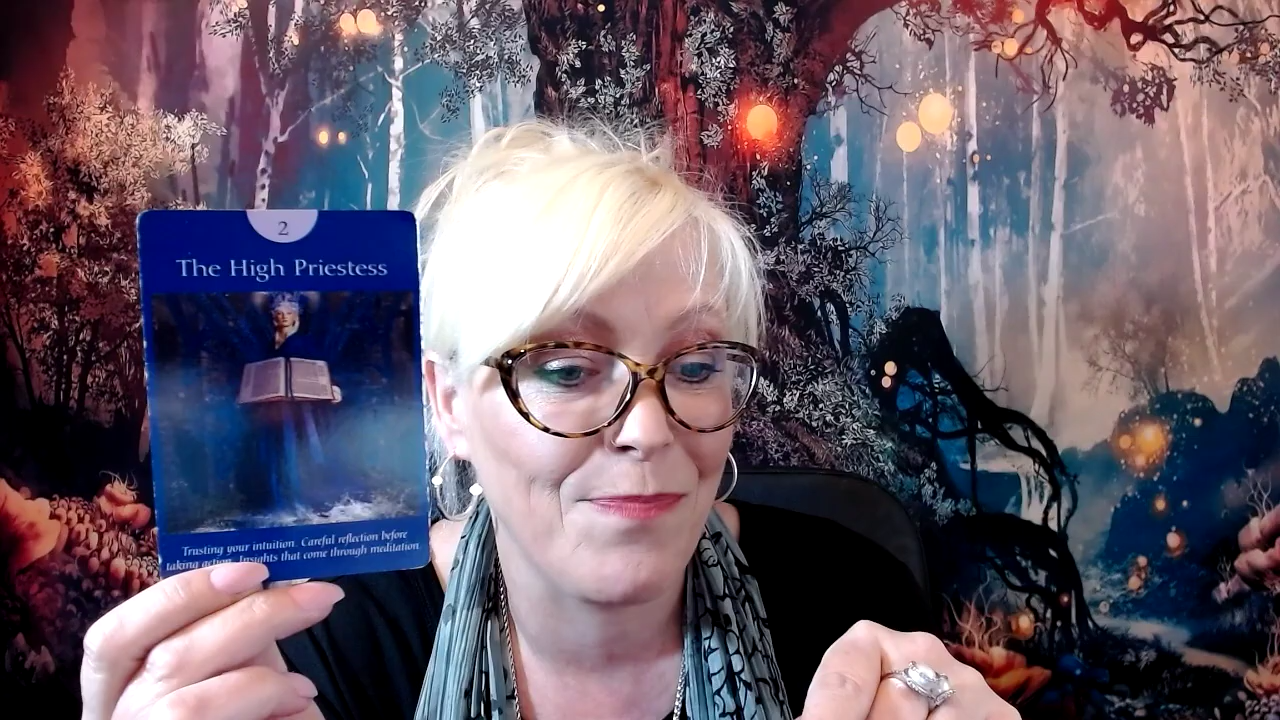 2
The High Priestess
Trusting your intuition. Careful reflection before
taking action. Insights that come through meditation.